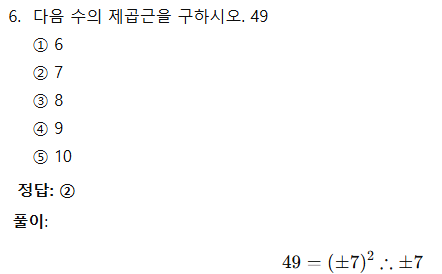 6. 다음 수의 제곱근을 구하시오. 49
① 6
② 7
③ 8
④ 9
⑤ 10
정답: ②
풀이:
49 = (±7)² ∴ ±7